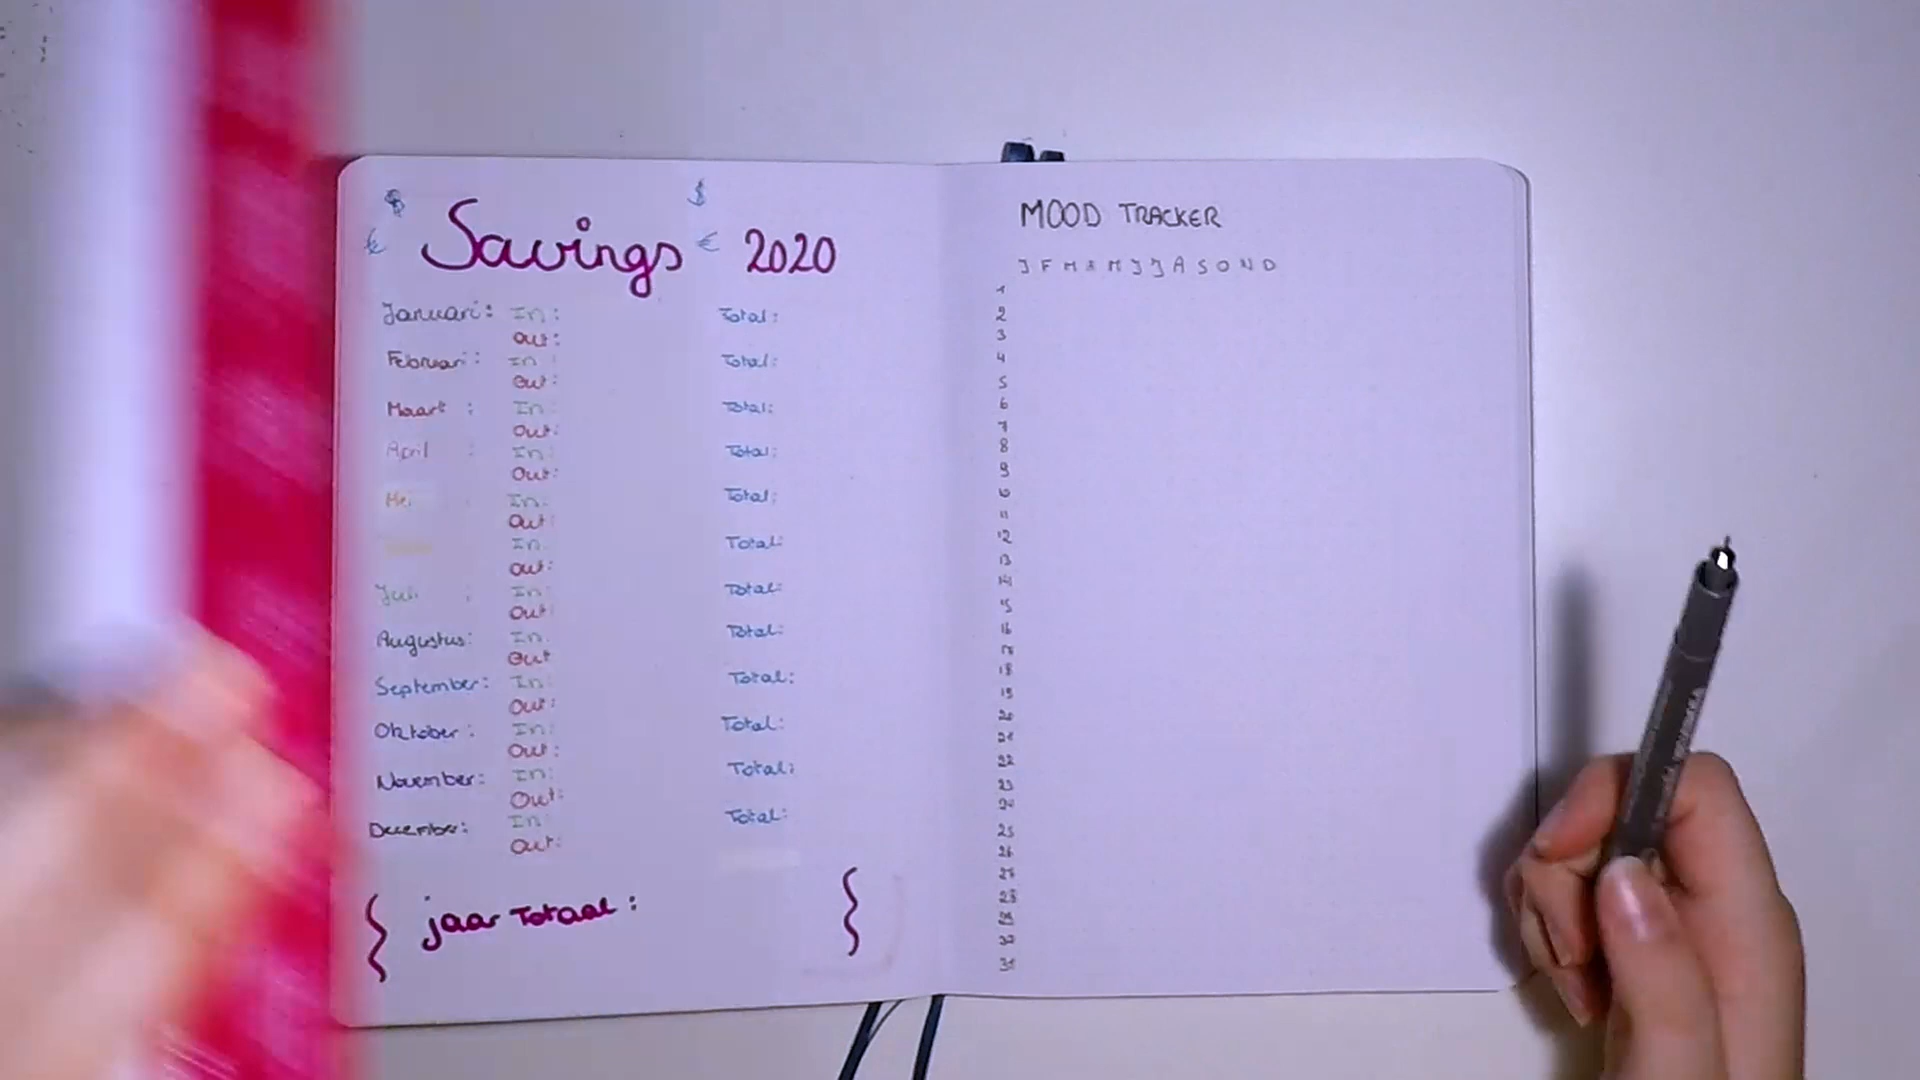 $ $
€ Savings € 2020
Januari: In: Total:
Out:
Februari: In: Total:
Out:
Maart : In: Total:
Out:
April : In: Total:
Out:
Mei : In: Total:
Out:
In: Total:
Out:
Juli : In: Total:
Out:
Augustus: In: Total:
Out
September: In: Total:
Out:
Oktober: In: Total:
Out:
November: In: Total:
Out:
December: In: Total:
Out:
{ jaar Totaal: }
MOOD TRACKER
J F M A M J J A S O N D
1
2
3
4
5
6
7
8
9
10
11
12
13
14
15
16
17
18
19
20
21
22
23
24
25
26
27
28
29
30
31